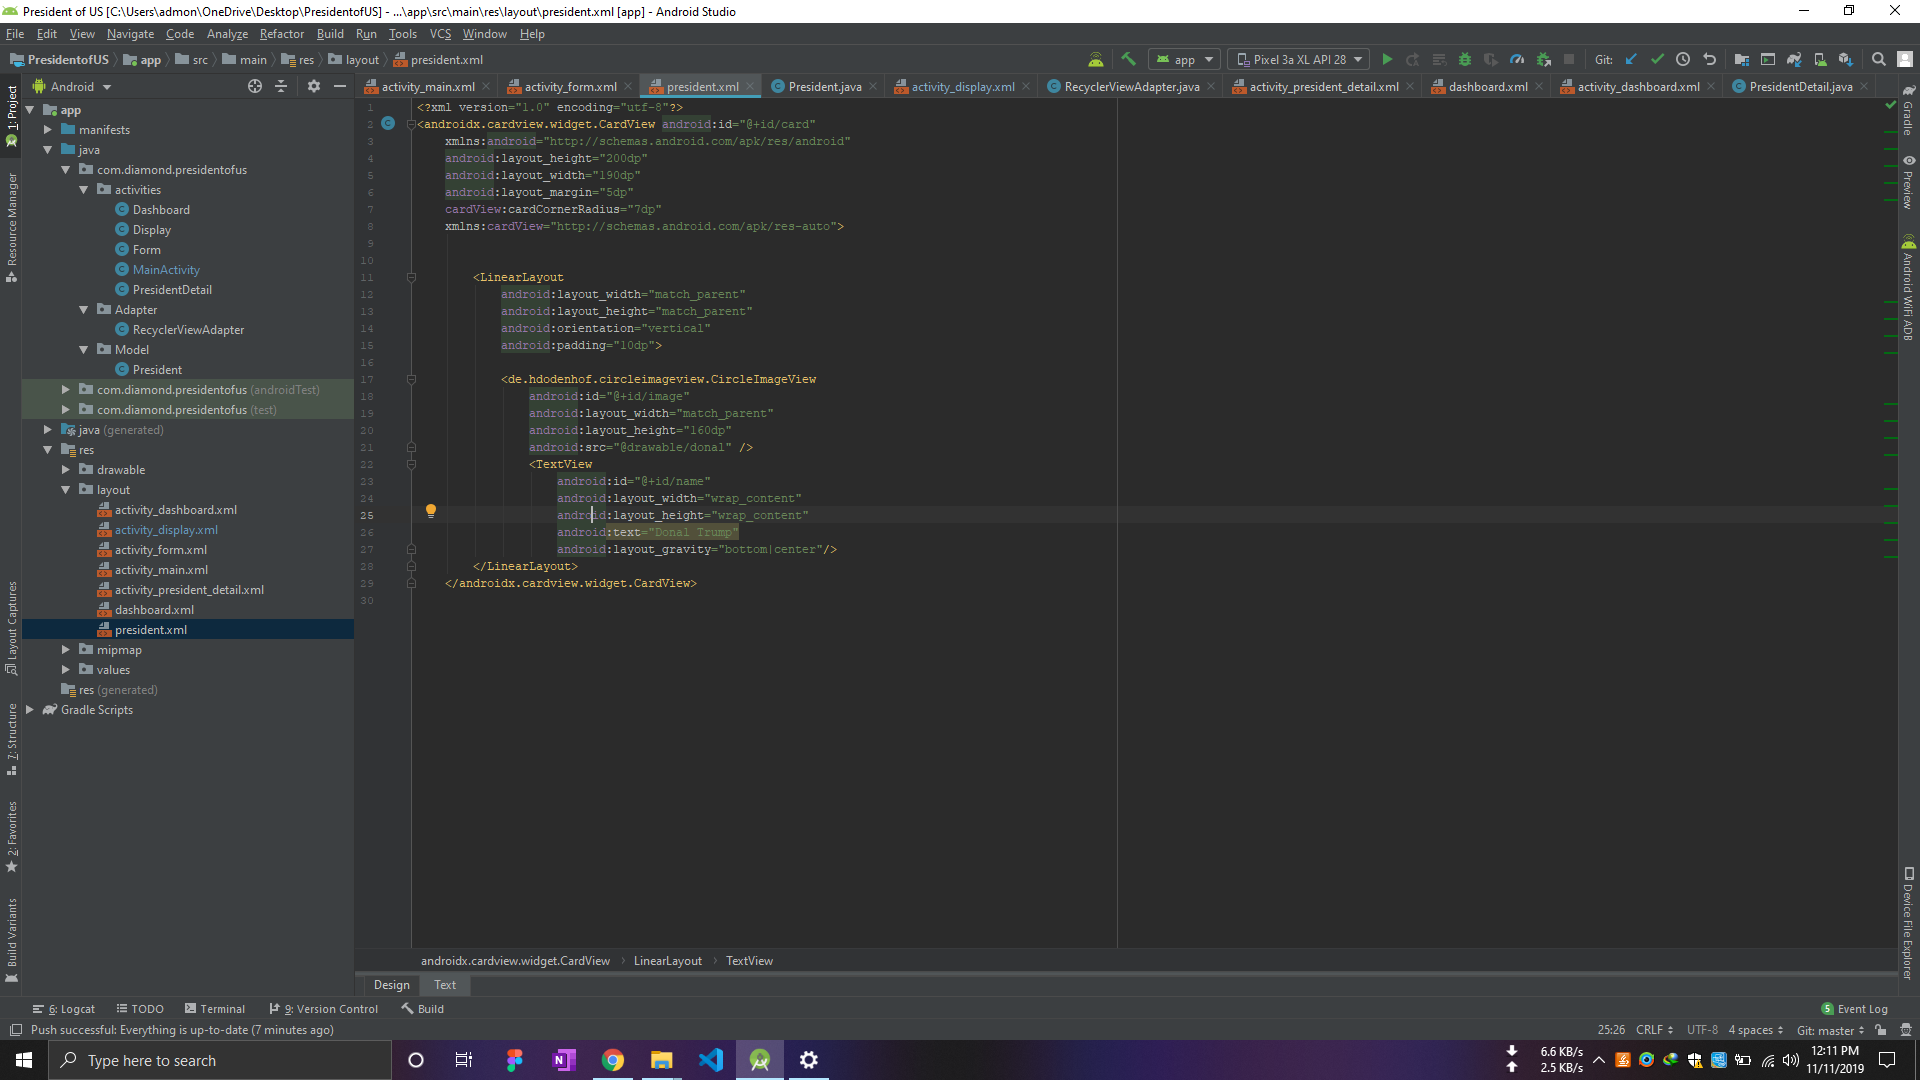 President of US [C:\Users\admon\OneDrive\Desktop\PresidentofUS] - ...\app\src\main\res\layout\president.xml [app] - Android Studio
File Edit View Navigate Code Analyze Refactor Build Run Tools VCS Window Help
PresidentofUS app src main res layout president.xml
app Pixel 3a XL API 28 Git:
Android
activity_main.xml activity_form.xml president.xml President.java activity_display.xml RecyclerViewAdapter.java activity_president_detail.xml dashboard.xml activity_dashboard.xml PresidentDetail.java
1: Project
Resource Manager
Layout Captures
7: Structure
2: Favorites
Build Variants
app
manifests
java
com.diamond.presidentofus
activities
Dashboard
Display
Form
MainActivity
PresidentDetail
Adapter
RecyclerViewAdapter
Model
President
com.diamond.presidentofus (androidTest)
com.diamond.presidentofus (test)
java (generated)
res
drawable
layout
activity_dashboard.xml
activity_display.xml
activity_form.xml
activity_main.xml
activity_president_detail.xml
dashboard.xml
president.xml
mipmap
values
res (generated)
Gradle Scripts
1 <?xml version="1.0" encoding="utf-8"?>
2 <androidx.cardview.widget.CardView android:id="@+id/card"
3 xmlns:android="http://schemas.android.com/apk/res/android"
4 android:layout_height="200dp"
5 android:layout_width="190dp"
6 android:layout_margin="5dp"
7 cardView:cardCornerRadius="7dp"
8 xmlns:cardView="http://schemas.android.com/apk/res-auto">
9
10
11 <LinearLayout
12 android:layout_width="match_parent"
13 android:layout_height="match_parent"
14 android:orientation="vertical"
15 android:padding="10dp">
16
17 <de.hdodenhof.circleimageview.CircleImageView
18 android:id="@+id/image"
19 android:layout_width="match_parent"
20 android:layout_height="160dp"
21 android:src="@drawable/donal" />
22 <TextView
23 android:id="@+id/name"
24 android:layout_width="wrap_content"
25 android:layout_height="wrap_content"
26 android:text="Donal Trump"
27 android:layout_gravity="bottom|center"/>
28 </LinearLayout>
29 </androidx.cardview.widget.CardView>
30
Gradle
Preview
Android WiFi ADB
Device File Explorer
androidx.cardview.widget.CardView LinearLayout TextView
Design Text
6: Logcat TODO Terminal 9: Version Control Build 5 Event Log
Push successful: Everything is up-to-date (7 minutes ago) 25:26 CRLF UTF-8 4 spaces Git: master
Type here to search
6.6 KB/s
2.5 KB/s
12:11 PM
11/11/2019